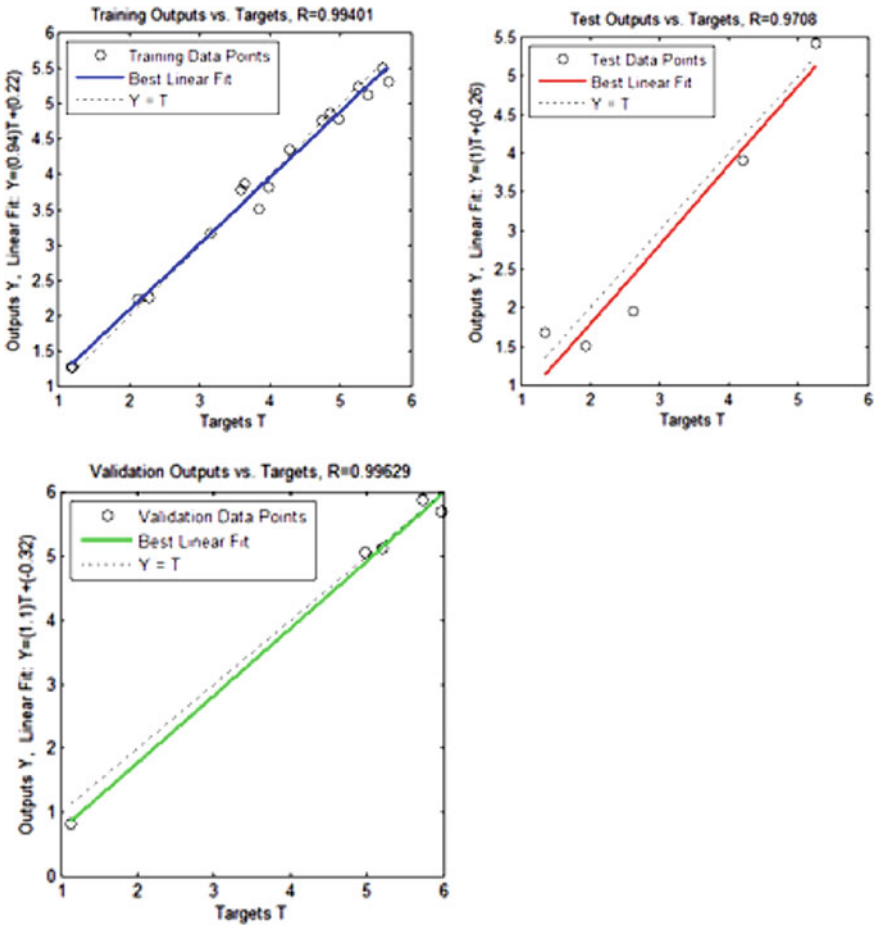 Training Outputs vs. Targets, R=0.99401
6
5.5
5
4.5
4
3.5
3
2.5
2
1.5
1
Outputs Y, Linear Fit: Y=(0.94)T+(0.22)
Training Data Points
Best Linear Fit
Y = T
1 2 3 4 5 6
Targets T
Test Outputs vs. Targets, R=0.9708
5.5
5
4.5
4
3.5
3
2.5
2
1.5
1
Outputs Y, Linear Fit: Y=(1)T+(-0.26)
Test Data Points
Best Linear Fit
Y = T
1 2 3 4 5 6
Targets T
Validation Outputs vs. Targets, R=0.99629
6
5
4
3
2
1
0
Outputs Y, Linear Fit: Y=(1.1)T+(-0.32)
Validation Data Points
Best Linear Fit
Y = T
1 2 3 4 5 6
Targets T